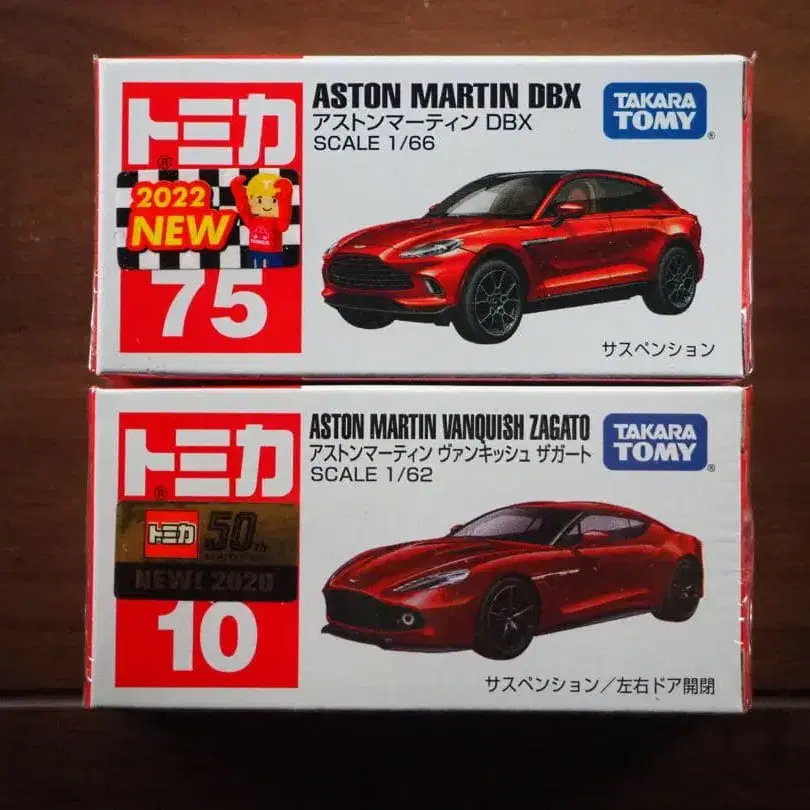 トミカ®
ASTON MARTIN DBX
アストンマーティン DBX
SCALE 1/66
TAKARA
TOMY®
2022
NEW
75
サスペンション
トミカ®
ASTON MARTIN VANQUISH ZAGATO
アストンマーティン ヴァンキッシュ ザガート
SCALE 1/62
TAKARA
TOMY®
トミカ
50th
NEW! 2020
10
サスペンション/左右ドア開閉